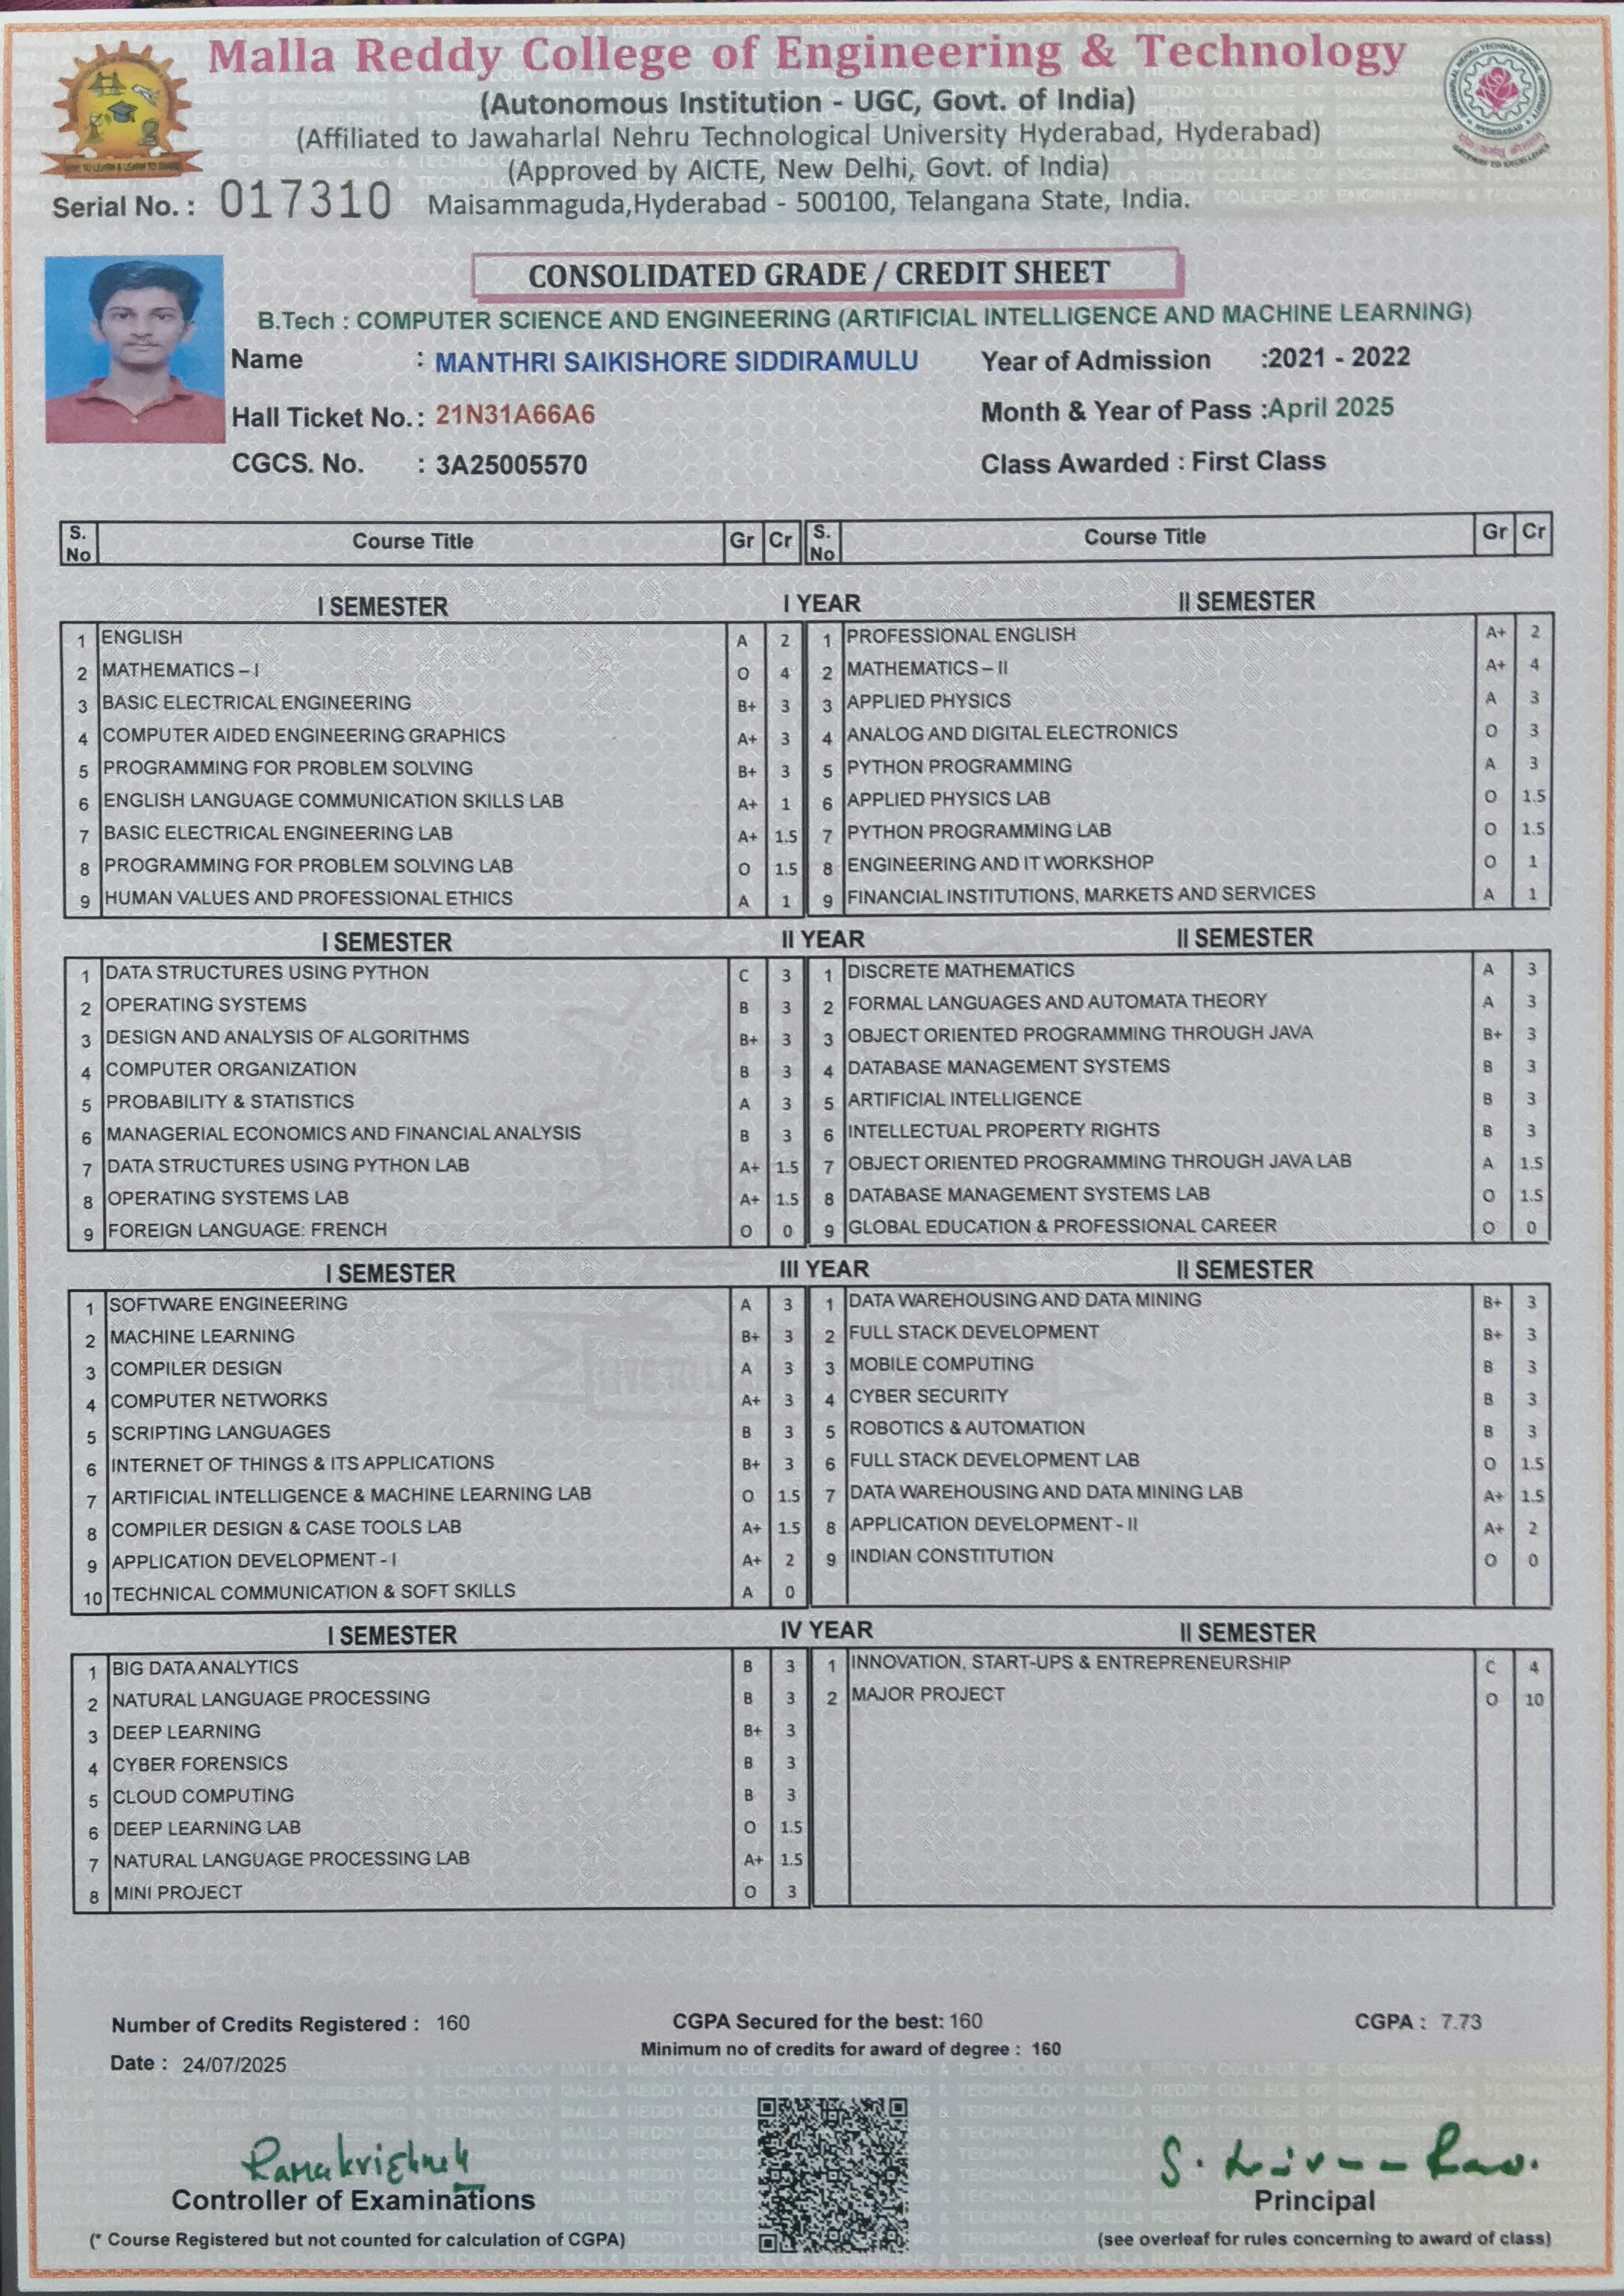 Malla Reddy College of Engineering & Technology
(Autonomous Institution - UGC, Govt. of India)
(Affiliated to Jawaharlal Nehru Technological University Hyderabad, Hyderabad)
(Approved by AICTE, New Delhi, Govt. of India)
Serial No. : 017310 Maisammaguda,Hyderabad - 500100, Telangana State, India.
CONSOLIDATED GRADE / CREDIT SHEET
B.Tech : COMPUTER SCIENCE AND ENGINEERING (ARTIFICIAL INTELLIGENCE AND MACHINE LEARNING)
Name : MANTHRI SAIKISHORE SIDDIRAMULU Year of Admission :2021 - 2022
Hall Ticket No. : 21N31A66A6 Month & Year of Pass :April 2025
CGCS. No. : 3A25005570 Class Awarded : First Class
S. No Course Title Gr Cr S. No Course Title Gr Cr
I SEMESTER I YEAR II SEMESTER
1 ENGLISH A 2 1 PROFESSIONAL ENGLISH A+ 2
2 MATHEMATICS – I O 4 2 MATHEMATICS – II A+ 4
3 BASIC ELECTRICAL ENGINEERING B+ 3 3 APPLIED PHYSICS A 3
4 COMPUTER AIDED ENGINEERING GRAPHICS A+ 3 4 ANALOG AND DIGITAL ELECTRONICS O 3
5 PROGRAMMING FOR PROBLEM SOLVING B+ 3 5 PYTHON PROGRAMMING A 3
6 ENGLISH LANGUAGE COMMUNICATION SKILLS LAB A+ 1 6 APPLIED PHYSICS LAB O 1.5
7 BASIC ELECTRICAL ENGINEERING LAB A+ 1.5 7 PYTHON PROGRAMMING LAB O 1.5
8 PROGRAMMING FOR PROBLEM SOLVING LAB O 1.5 8 ENGINEERING AND IT WORKSHOP O 1
9 HUMAN VALUES AND PROFESSIONAL ETHICS A 1 9 FINANCIAL INSTITUTIONS, MARKETS AND SERVICES A 1
I SEMESTER II YEAR II SEMESTER
1 DATA STRUCTURES USING PYTHON C 3 1 DISCRETE MATHEMATICS A 3
2 OPERATING SYSTEMS B 3 2 FORMAL LANGUAGES AND AUTOMATA THEORY A 3
3 DESIGN AND ANALYSIS OF ALGORITHMS B+ 3 3 OBJECT ORIENTED PROGRAMMING THROUGH JAVA B+ 3
4 COMPUTER ORGANIZATION B 3 4 DATABASE MANAGEMENT SYSTEMS B 3
5 PROBABILITY & STATISTICS A 3 5 ARTIFICIAL INTELLIGENCE B 3
6 MANAGERIAL ECONOMICS AND FINANCIAL ANALYSIS B 3 6 INTELLECTUAL PROPERTY RIGHTS B 3
7 DATA STRUCTURES USING PYTHON LAB A+ 1.5 7 OBJECT ORIENTED PROGRAMMING THROUGH JAVA LAB A 1.5
8 OPERATING SYSTEMS LAB A+ 1.5 8 DATABASE MANAGEMENT SYSTEMS LAB O 1.5
9 FOREIGN LANGUAGE: FRENCH O 0 9 GLOBAL EDUCATION & PROFESSIONAL CAREER O 0
I SEMESTER III YEAR II SEMESTER
1 SOFTWARE ENGINEERING A 3 1 DATA WAREHOUSING AND DATA MINING B+ 3
2 MACHINE LEARNING B+ 3 2 FULL STACK DEVELOPMENT B+ 3
3 COMPILER DESIGN A 3 3 MOBILE COMPUTING B 3
4 COMPUTER NETWORKS A+ 3 4 CYBER SECURITY B 3
5 SCRIPTING LANGUAGES B 3 5 ROBOTICS & AUTOMATION B 3
6 INTERNET OF THINGS & ITS APPLICATIONS B+ 3 6 FULL STACK DEVELOPMENT LAB O 1.5
7 ARTIFICIAL INTELLIGENCE & MACHINE LEARNING LAB O 1.5 7 DATA WAREHOUSING AND DATA MINING LAB A+ 1.5
8 COMPILER DESIGN & CASE TOOLS LAB A+ 1.5 8 APPLICATION DEVELOPMENT - II A+ 2
9 APPLICATION DEVELOPMENT - I A+ 2 9 INDIAN CONSTITUTION O 0
10 TECHNICAL COMMUNICATION & SOFT SKILLS A 0
I SEMESTER IV YEAR II SEMESTER
1 BIG DATA ANALYTICS B 3 1 INNOVATION, START-UPS & ENTREPRENEURSHIP C 4
2 NATURAL LANGUAGE PROCESSING B 3 2 MAJOR PROJECT O 10
3 DEEP LEARNING B+ 3
4 CYBER FORENSICS B 3
5 CLOUD COMPUTING B 3
6 DEEP LEARNING LAB O 1.5
7 NATURAL LANGUAGE PROCESSING LAB A+ 1.5
8 MINI PROJECT O 3
Number of Credits Registered : 160 CGPA Secured for the best: 160 CGPA : 7.73
Minimum no of credits for award of degree : 160
Date : 24/07/2025
Ramakrishnah
Controller of Examinations Principal
(* Course Registered but not counted for calculation of CGPA) (see overleaf for rules concerning to award of class)